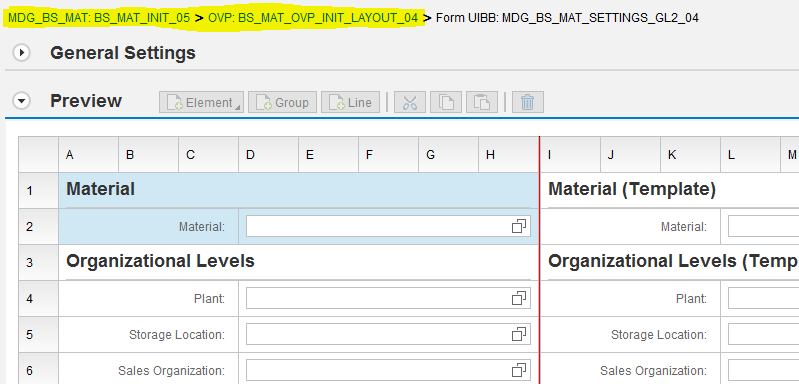 MDG_BS_MAT: BS_MAT_INIT_05 > OVP: BS_MAT_OVP_INIT_LAYOUT_04 > Form UIBB: MDG_BS_MAT_SETTINGS_GL2_04
General Settings
Preview Element Group Line
A B C D E F G H I J K L M
1 Material Material (Template)
2 Material: Material:
3 Organizational Levels Organizational Levels (Temp
4 Plant: Plant:
5 Storage Location: Storage Location:
6 Sales Organization: Sales Organization: